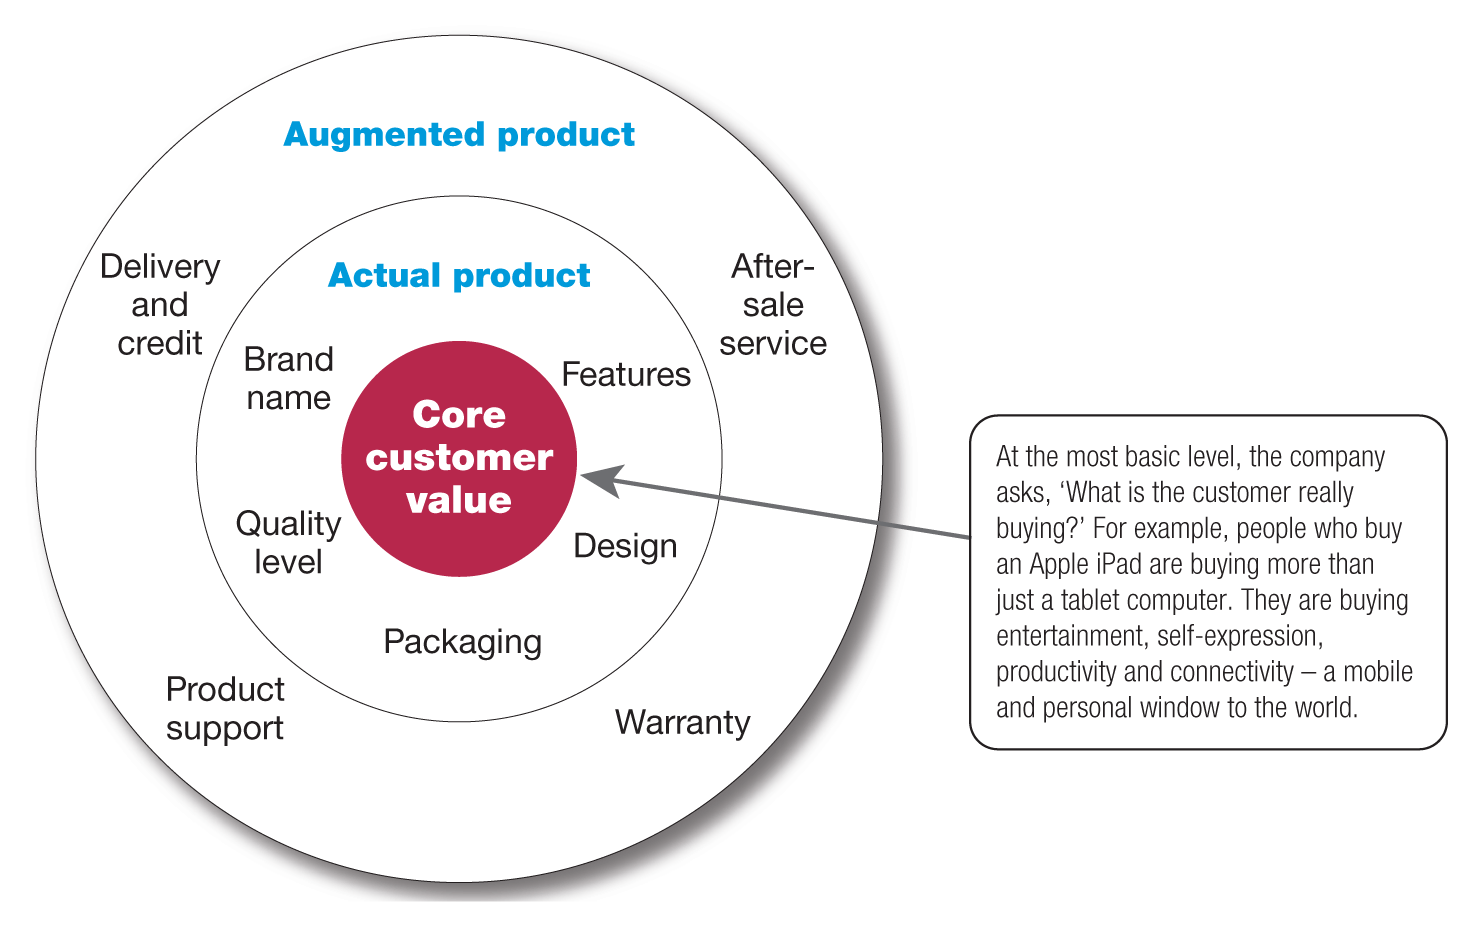 Augmented product
Delivery
and
credit
After-
sale
service
Actual product
Brand
name
Features
Core
customer
value
Quality
level
Design
Packaging
Product
support
Warranty
At the most basic level, the company
asks, ‘What is the customer really
buying?’ For example, people who buy
an Apple iPad are buying more than
just a tablet computer. They are buying
entertainment, self-expression,
productivity and connectivity – a mobile
and personal window to the world.